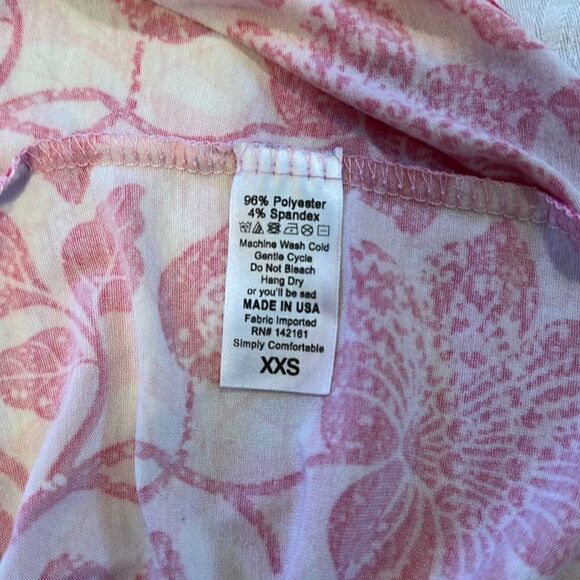 96% Polyester
4% Spandex
Machine Wash Cold
Gentle Cycle
Do Not Bleach
Hang Dry
or you'll be sad
MADE IN USA
Fabric Imported
RN# 142161
Simply Comfortable
XXS